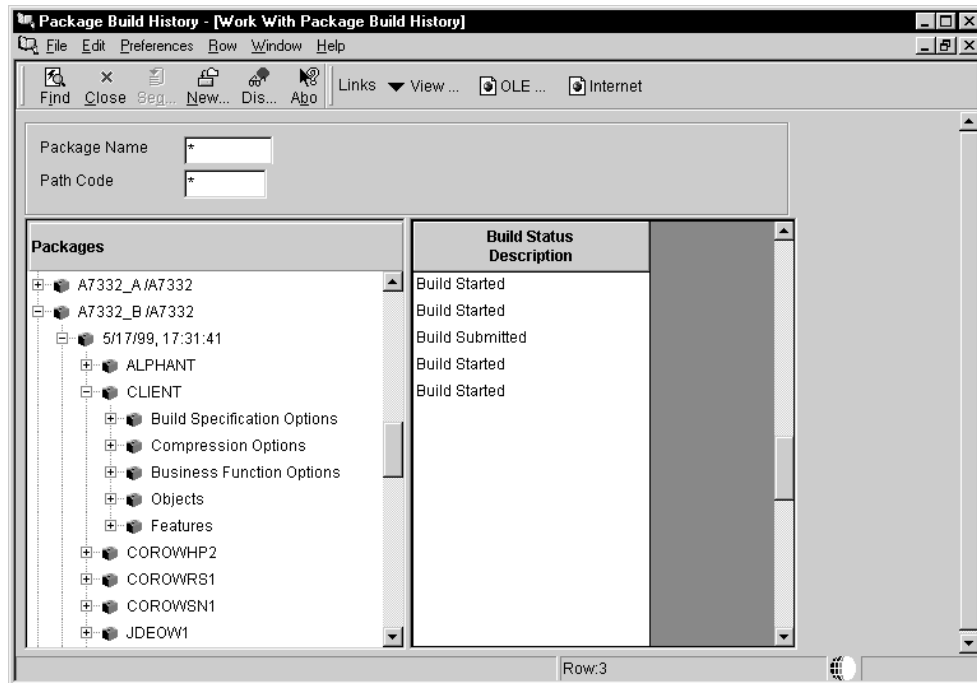 Package Build History - [Work With Package Build History]
File Edit Preferences Row Window Help
Find Close Seq... New... Dis... Abo Links View ... OLE ... Internet
Package Name *
Path Code *
Packages
Build Status
Description
A7332_A /A7332
Build Started
A7332_B /A7332
Build Started
5/17/99, 17:31:41
Build Submitted
ALPHANT
Build Started
CLIENT
Build Started
Build Specification Options
Compression Options
Business Function Options
Objects
Features
COROWHP2
COROWRS1
COROWSN1
JDEOW1
Row:3